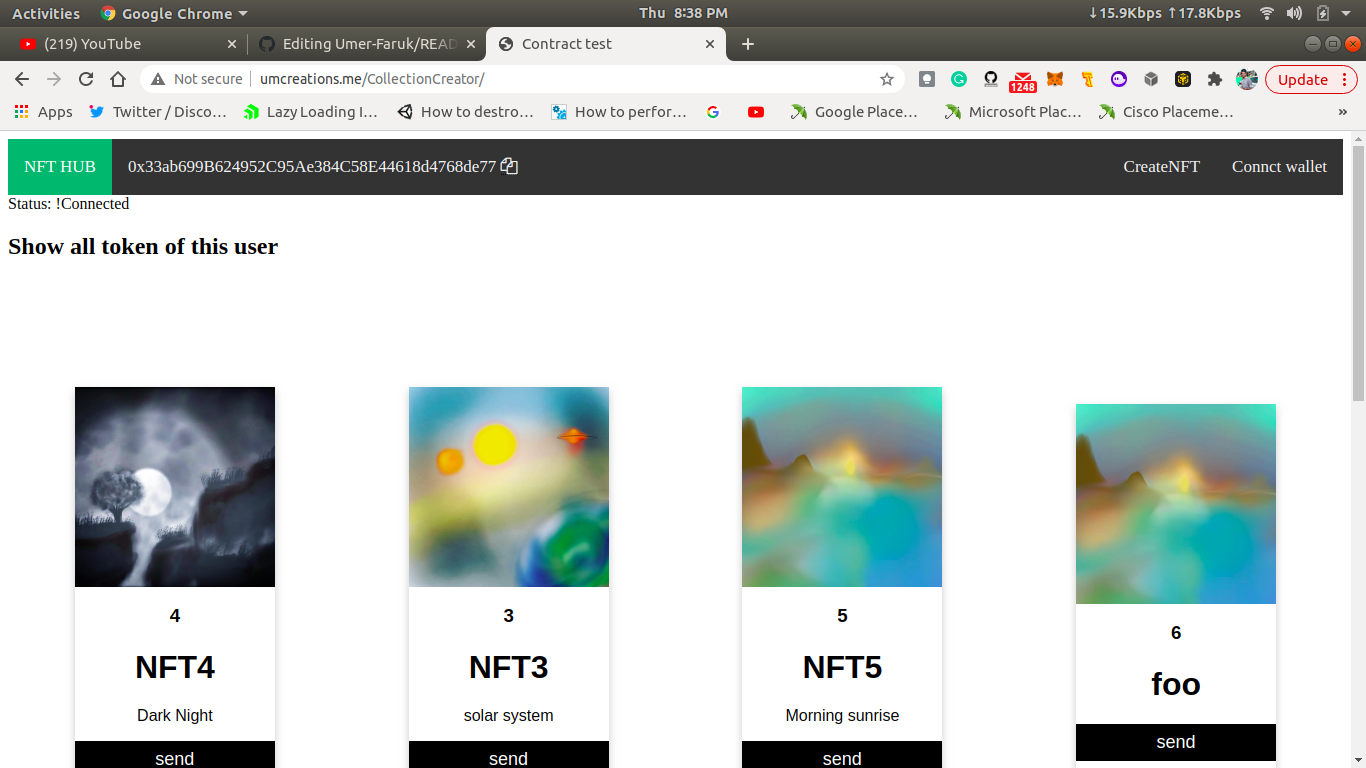 Activities Google Chrome Thu 8:38 PM ↓15.9Kbps ↑17.8Kbps
(219) YouTube Editing Umer-Faruk/READ Contract test
Not secure umcreations.me/CollectionCreator/ 1248 Update
Apps Twitter / Disco... Lazy Loading I... How to destro... How to perfor... Google Place... Microsoft Plac... Cisco Placeme... »
NFT HUB 0x33ab699B624952C95Ae384C58E44618d4768de77 CreateNFT Connct wallet
Status: !Connected
Show all token of this user
4 3 5 6
NFT4 NFT3 NFT5 foo
Dark Night solar system Morning sunrise
send send send send